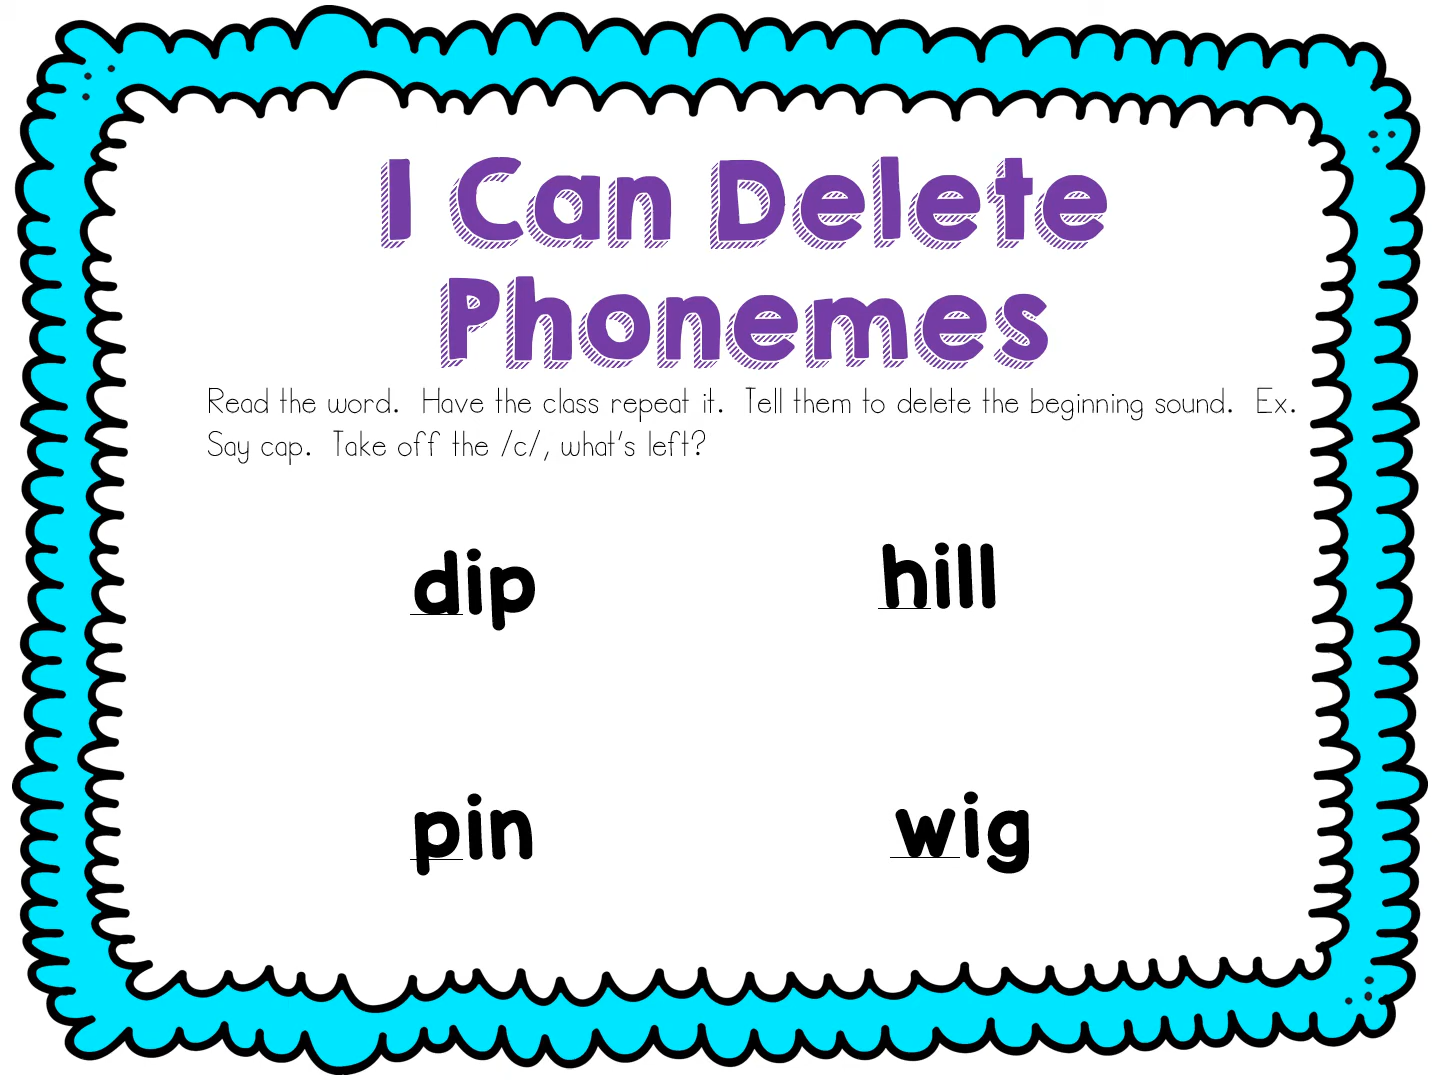 I Can Delete
Phonemes
Read the word.  Have the class repeat it.  Tell them to delete the beginning sound.  Ex.
Say cap.  Take off the /c/, what's left?
dip hill
pin wig